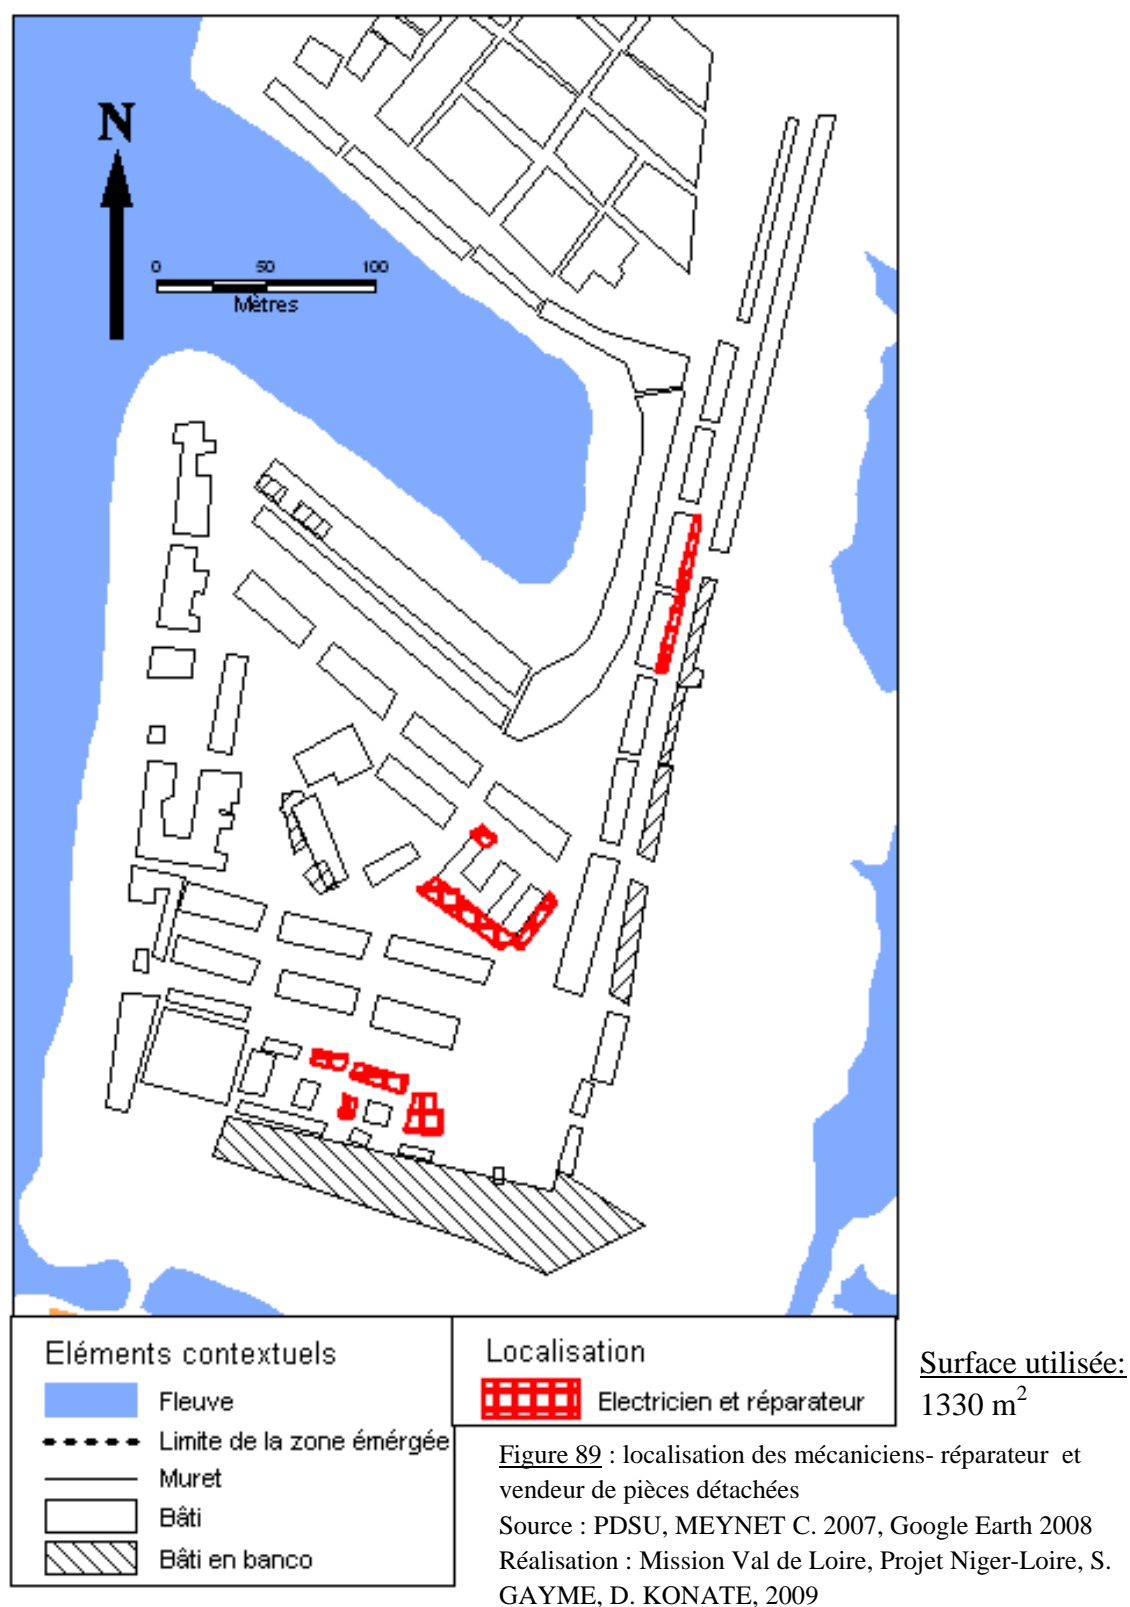 N
0 50 100
Mètres
Eléments contextuels
Fleuve
Limite de la zone émérgée
Muret
Bâti
Bâti en banco
Localisation
Electricien et réparateur
Surface utilisée:
1330 m²
Figure 89 : localisation des mécaniciens- réparateur et
vendeur de pièces détachées
Source : PDSU, MEYNET C. 2007, Google Earth 2008
Réalisation : Mission Val de Loire, Projet Niger-Loire, S.
GAYME, D. KONATE, 2009